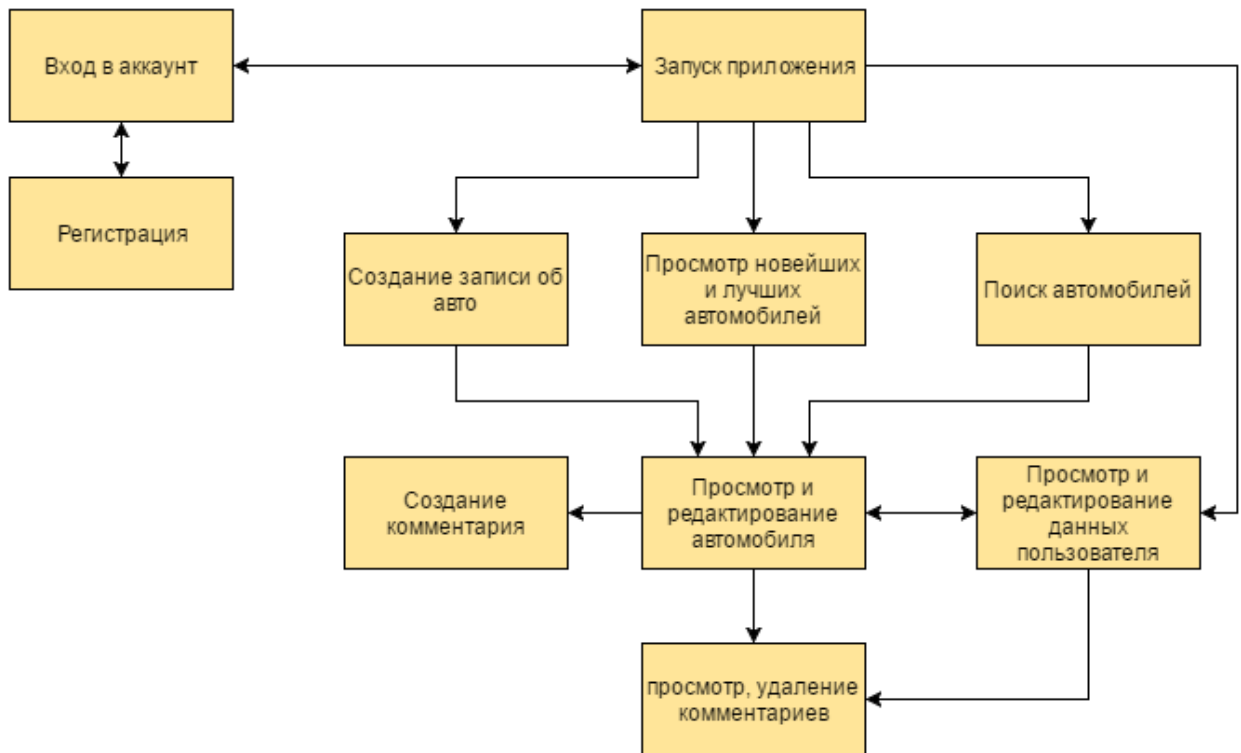 Вход в аккаунт
Запуск приложения
Регистрация
Создание записи об
авто
Просмотр новейших
и лучших
автомобилей
Поиск автомобилей
Создание
комментария
Просмотр и
редактирование
автомобиля
Просмотр и
редактирование
данных
пользователя
просмотр, удаление
комментариев